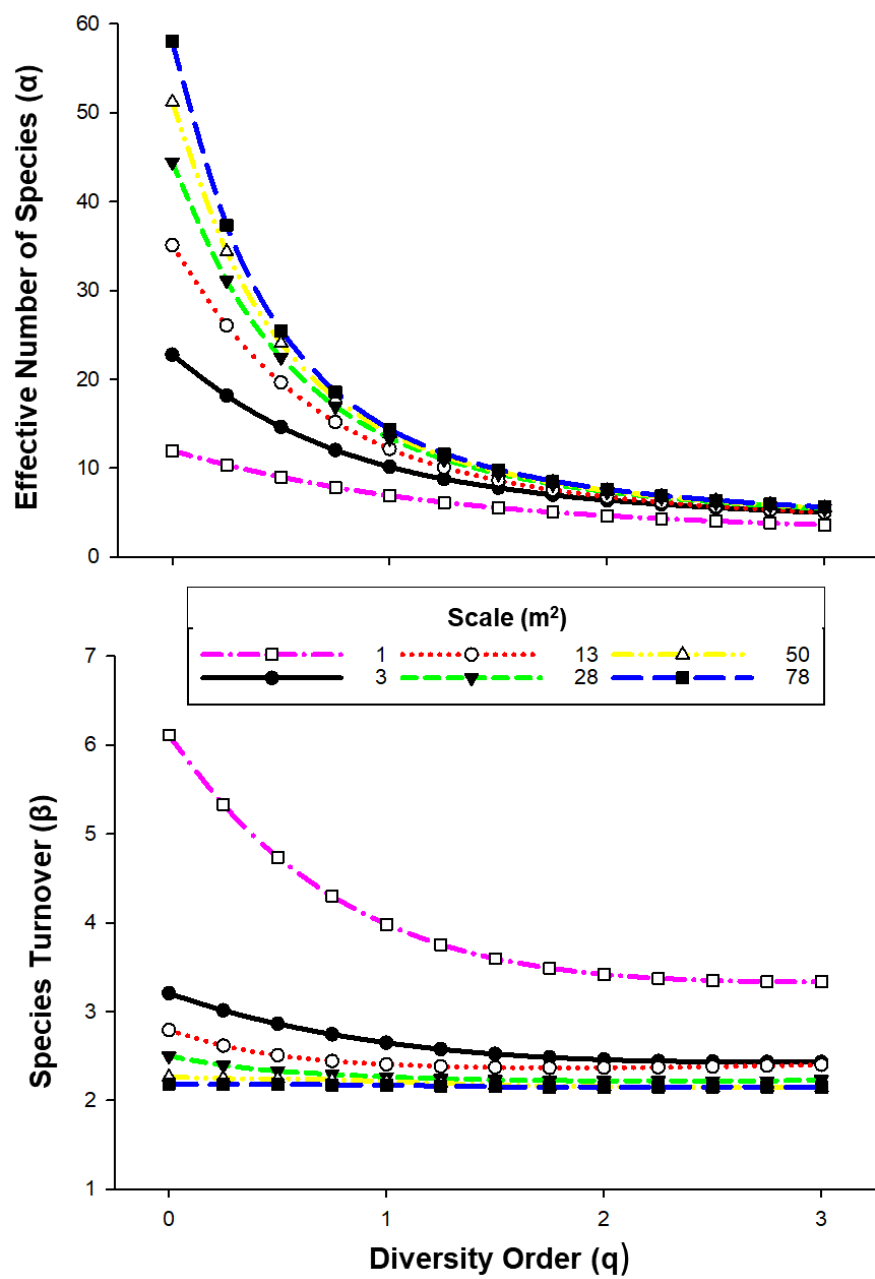 60
50
40
30
20
10
0
Effective Number of Species (α)
Scale (m²)
1 13 50
3 28 78
7
6
5
4
3
2
1
Species Turnover (β)
0 1 2 3
Diversity Order (q)